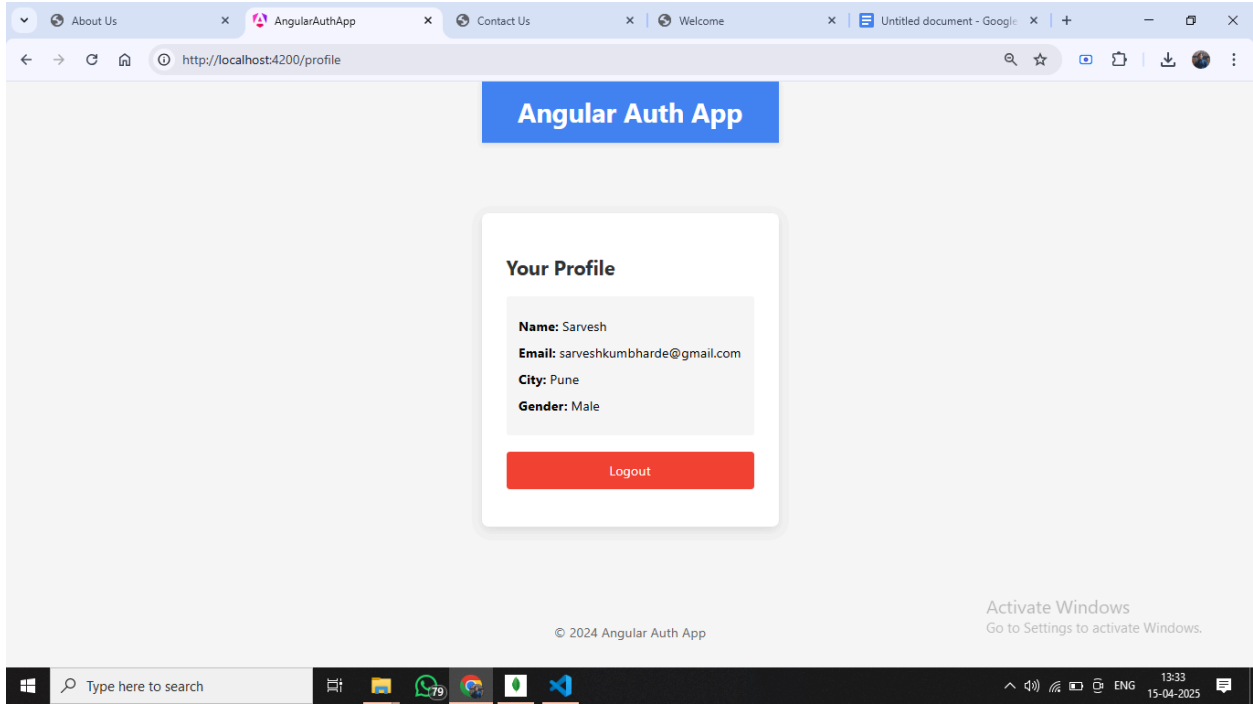 About Us
AngularAuthApp
Contact Us
Welcome
Untitled document - Google
http://localhost:4200/profile
Angular Auth App
Your Profile
Name: Sarvesh
Email: sarveshkumbharde@gmail.com
City: Pune
Gender: Male
Logout
© 2024 Angular Auth App
Activate Windows
Go to Settings to activate Windows.
Type here to search
79
ENG
13:33
15-04-2025